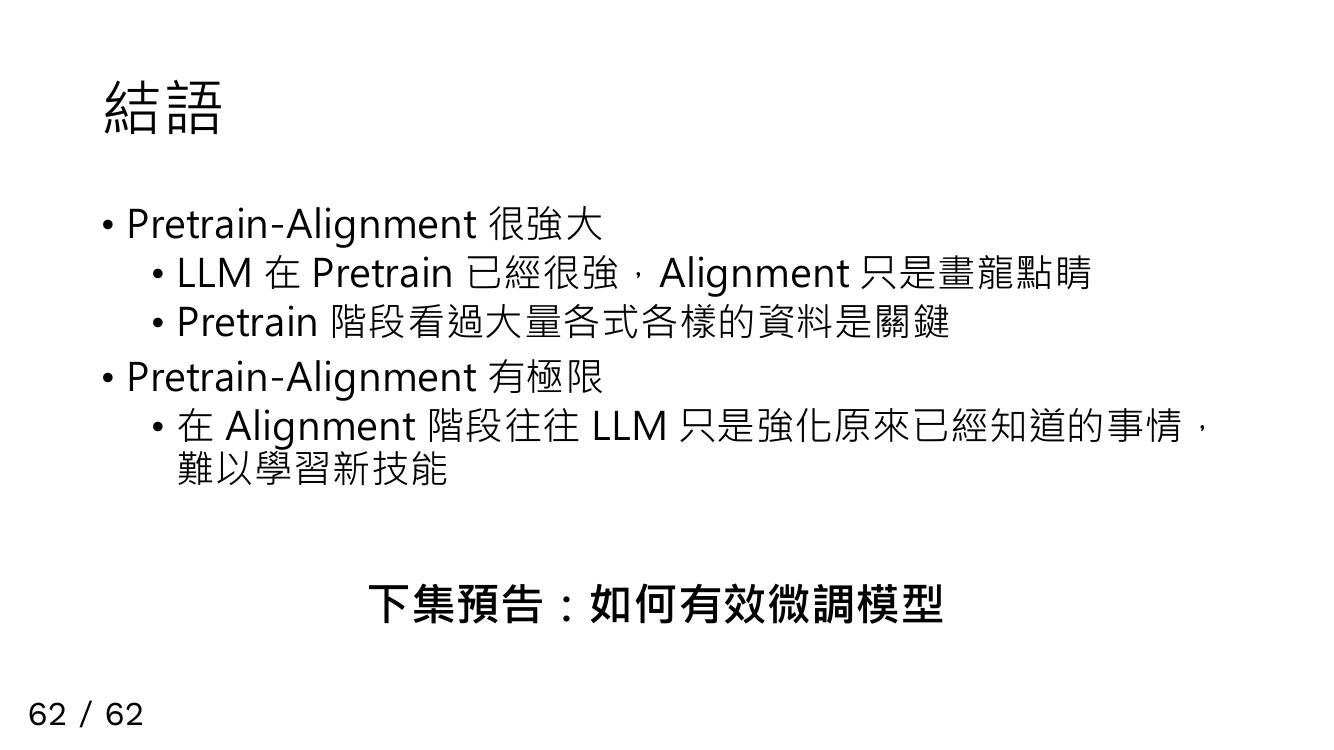 結語
• Pretrain-Alignment 很強大
• LLM 在 Pretrain 已經很強，Alignment 只是畫龍點睛
• Pretrain 階段看過大量各式各樣的資料是關鍵
• Pretrain-Alignment 有極限
• 在 Alignment 階段往往 LLM 只是強化原來已經知道的事情，
難以學習新技能
下集預告：如何有效微調模型
62 / 62